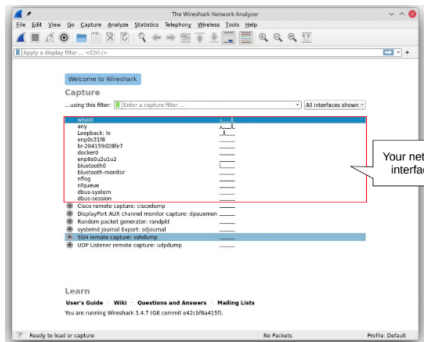 The Wireshark Network Analyzer
File Edit View Go Capture Analyze Statistics Telephony Wireless Tools Help
Apply a display filter ... <Ctrl-/>
Welcome to Wireshark
Capture
...using this filter: Enter a capture filter ... All interfaces shown
wlan0
any
Loopback: lo
enp0s31f6
br-204159d28fe7
docker0
enp8s0u2u1u2
bluetooth0
bluetooth-monitor
nflog
nfqueue
dbus-system
dbus-session
Cisco remote capture: ciscodump
DisplayPort AUX channel monitor capture: dpauxmon
Random packet generator: randpkt
systemd Journal Export: sdjournal
SSH remote capture: sshdump
UDP Listener remote capture: udpdump
Your net
interfac
Learn
User's Guide · Wiki · Questions and Answers · Mailing Lists
You are running Wireshark 3.4.7 (Git commit e42cbf8a415f).
Ready to load or capture No Packets Profile: Default